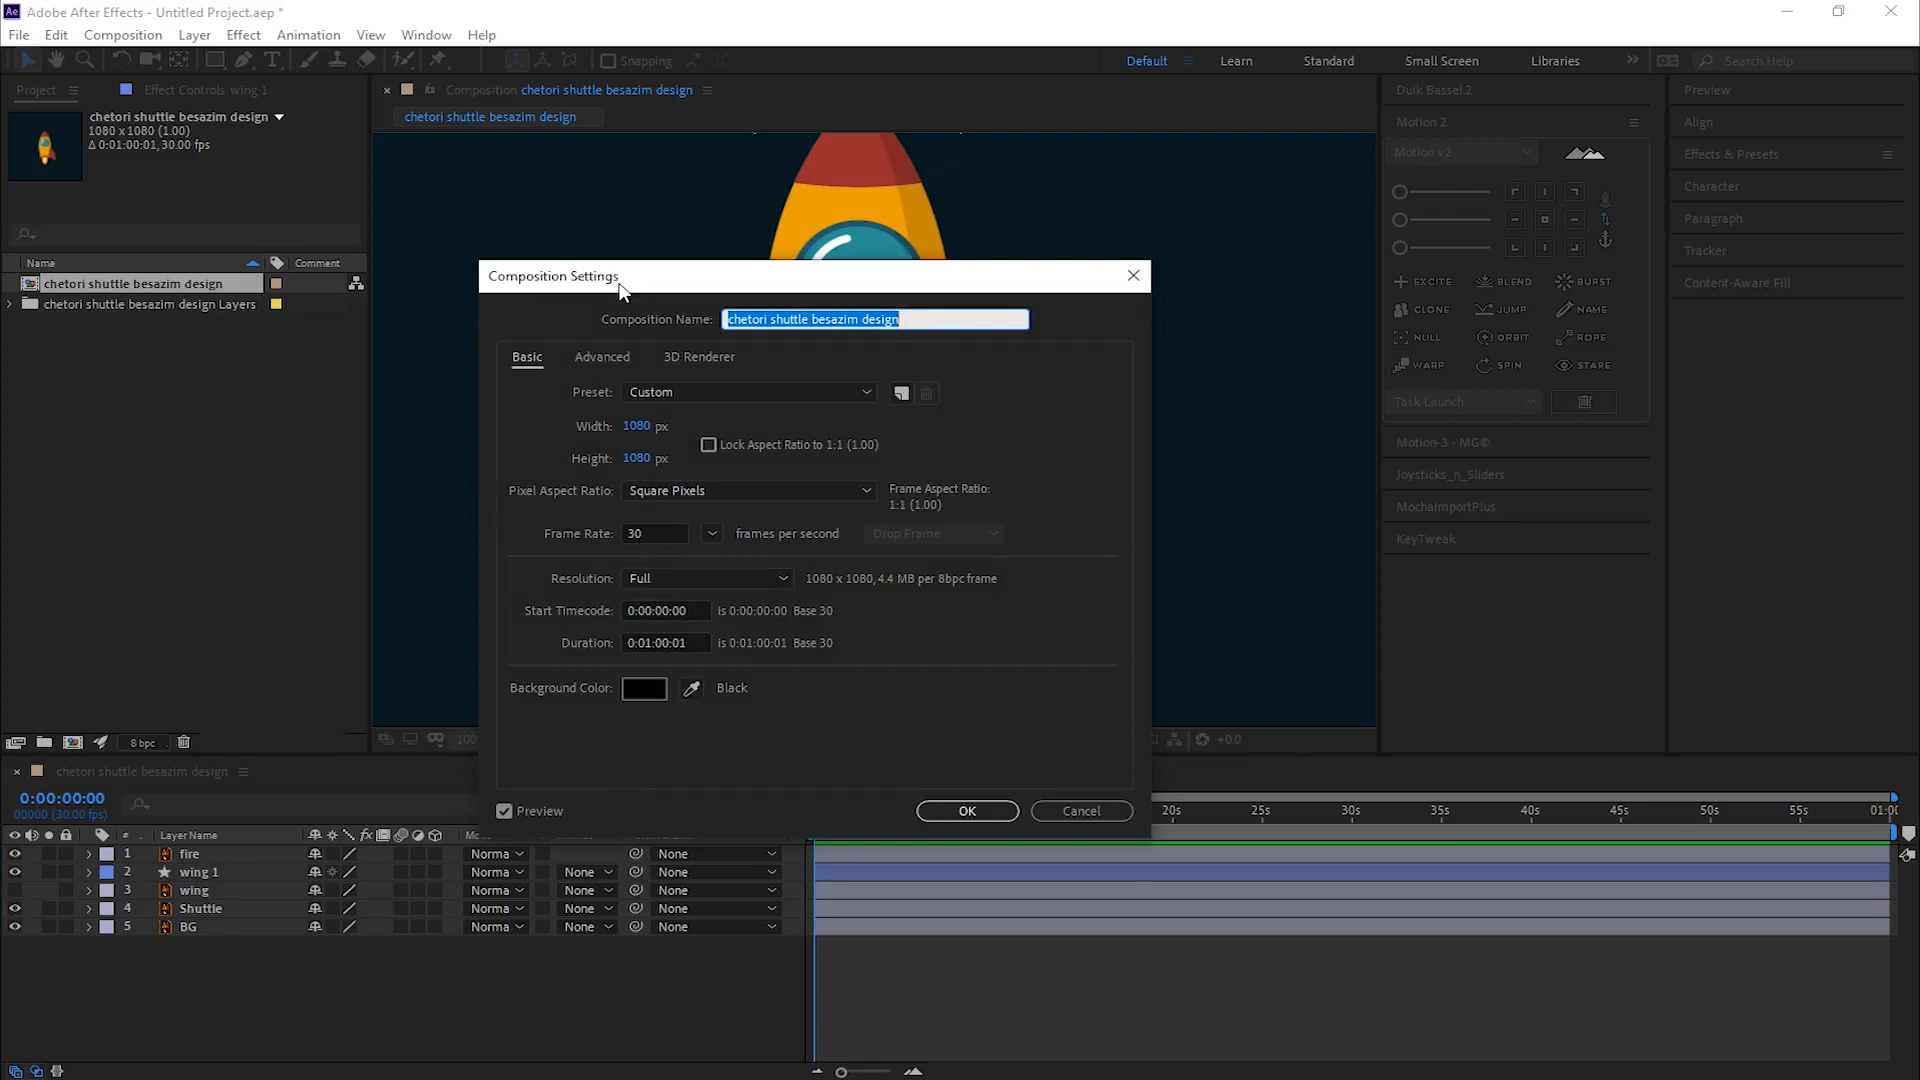 Ae Adobe After Effects - Untitled Project.aep *
File Edit Composition Layer Effect Animation View Window Help
Snapping
Default Learn Standard Small Screen Libraries Search Help
Project Effect Controls wing 1
chetori shuttle besazim design
1080 x 1080 (1.00)
Δ 0:01:00:01, 30.00 fps
Name Comment
chetori shuttle besazim design
chetori shuttle besazim design Layers
8 bpc
Composition chetori shuttle besazim design
chetori shuttle besazim design
+0.0
Composition Settings
Composition Name: chetori shuttle besazim design
Basic Advanced 3D Renderer
Preset: Custom
Width: 1080 px
Lock Aspect Ratio to 1:1 (1.00)
Height: 1080 px
Pixel Aspect Ratio: Square Pixels
Frame Aspect Ratio:
1:1 (1.00)
Frame Rate: 30 frames per second Drop Frame
Resolution: Full 1080 x 1080, 4.4 MB per 8bpc frame
Start Timecode: 0:00:00:00 is 0:00:00:00 Base 30
Duration: 0:01:00:01 is 0:01:00:01 Base 30
Background Color: Black
Preview OK Cancel
Duik Bassel.2
Motion 2
Motion v2
EXCITE BLEND BURST
CLONE JUMP NAME
NULL ORBIT ROPE
WARP SPIN STARE
Task Launch
Motion-3 - MG©
Joysticks_n_Sliders
MochaImportPlus
KeyTweak
Preview
Align
Effects & Presets
Character
Paragraph
Tracker
Content-Aware Fill
chetori shuttle besazim design
0:00:00:00
00000 (30.00 fps)
20s 25s 30s 35s 40s 45s 50s 55s 01:00
# Layer Name fx
1 fire Norma None
2 wing 1 Norma None None
3 wing Norma None None
4 Shuttle Norma None None
5 BG Norma None None